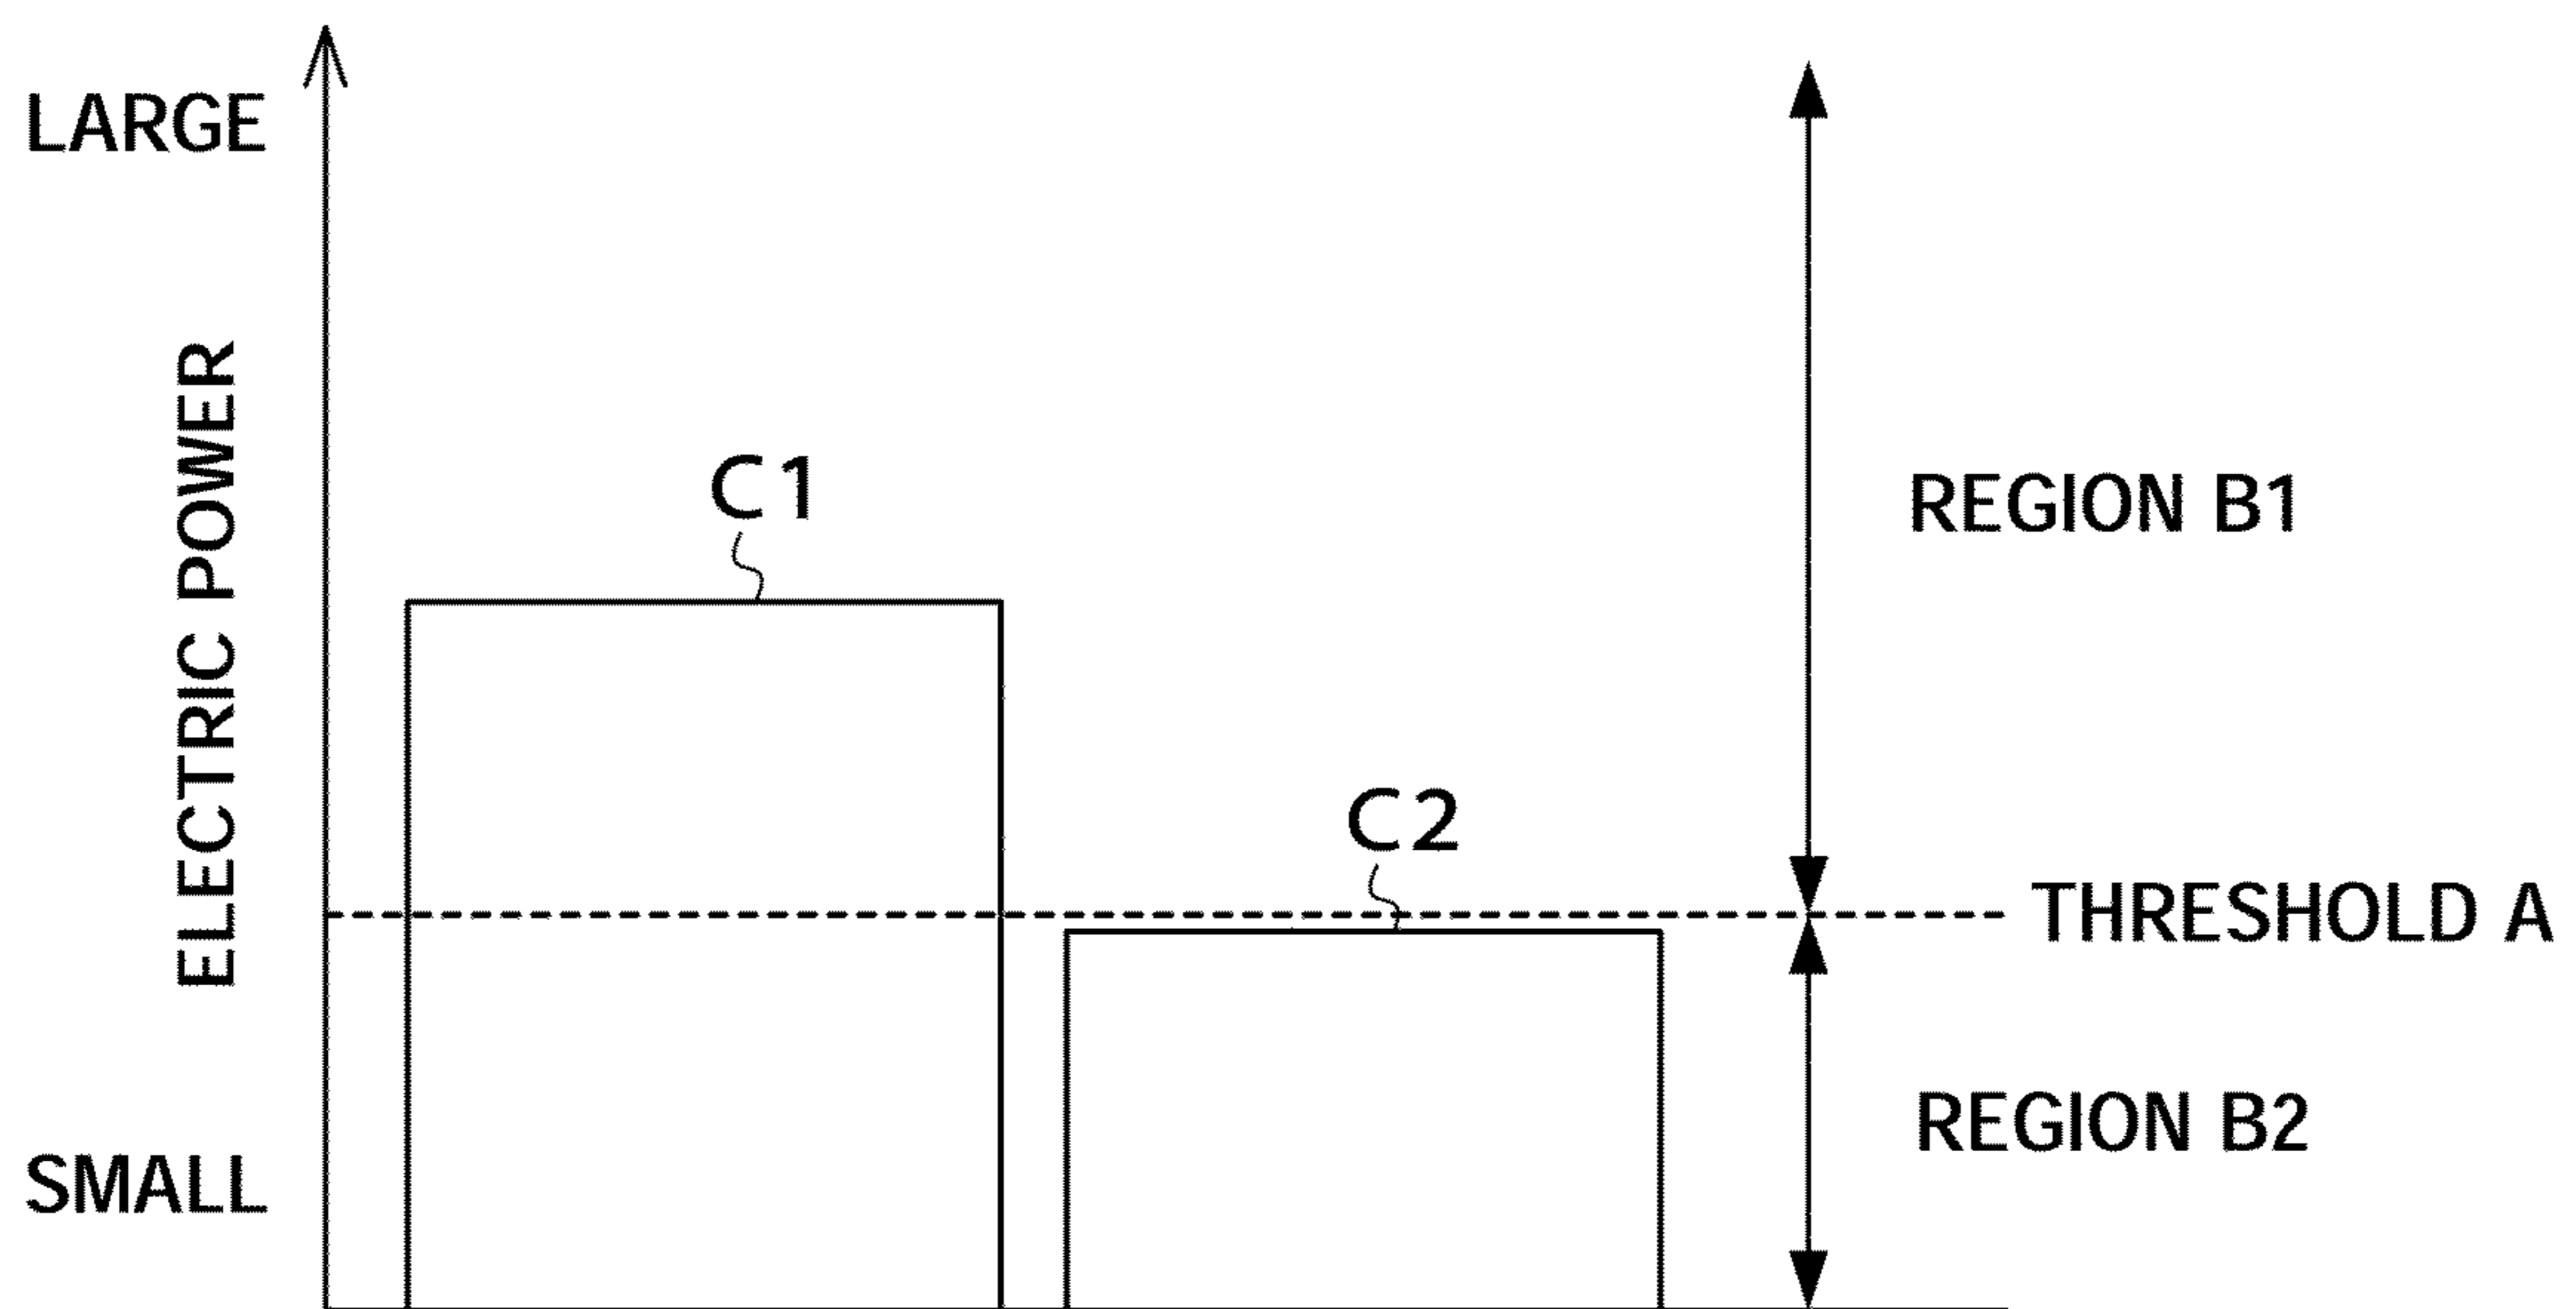 LARGE
ELECTRIC POWER
C1
REGION B1
C2
THRESHOLD A
REGION B2
SMALL